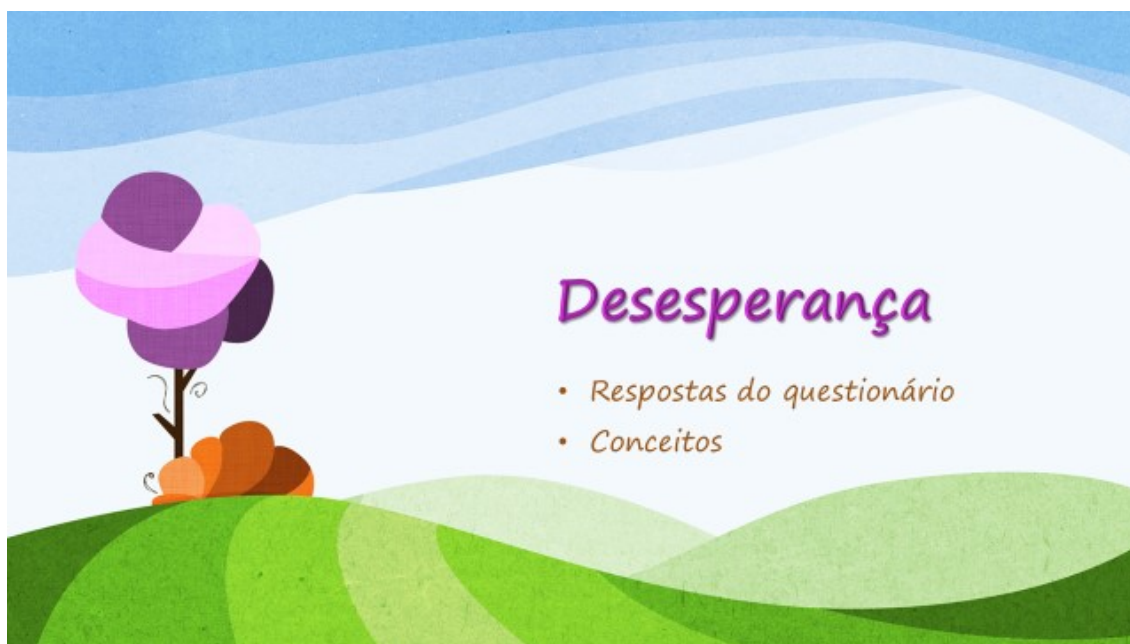 Desesperança
• Respostas do questionário
• Conceitos